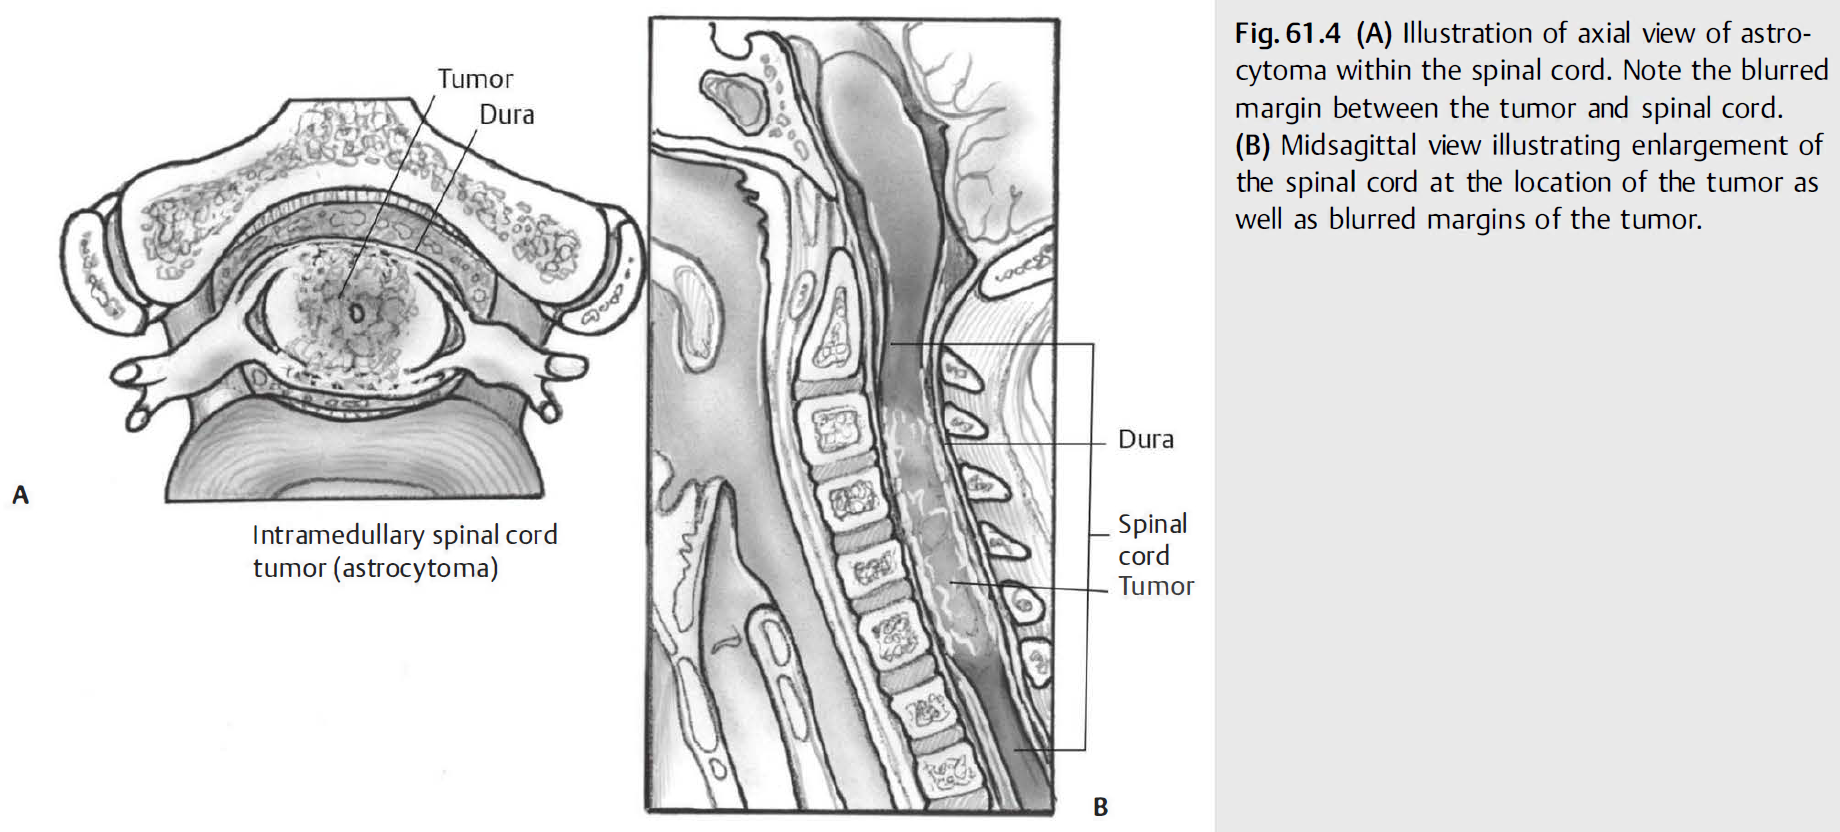 Tumor
Dura
A
Intramedullary spinal cord
tumor (astrocytoma)
Dura
Spinal
cord
Tumor
B
Fig. 61.4 (A) Illustration of axial view of astro-
cytoma within the spinal cord. Note the blurred
margin between the tumor and spinal cord.
(B) Midsagittal view illustrating enlargement of
the spinal cord at the location of the tumor as
well as blurred margins of the tumor.